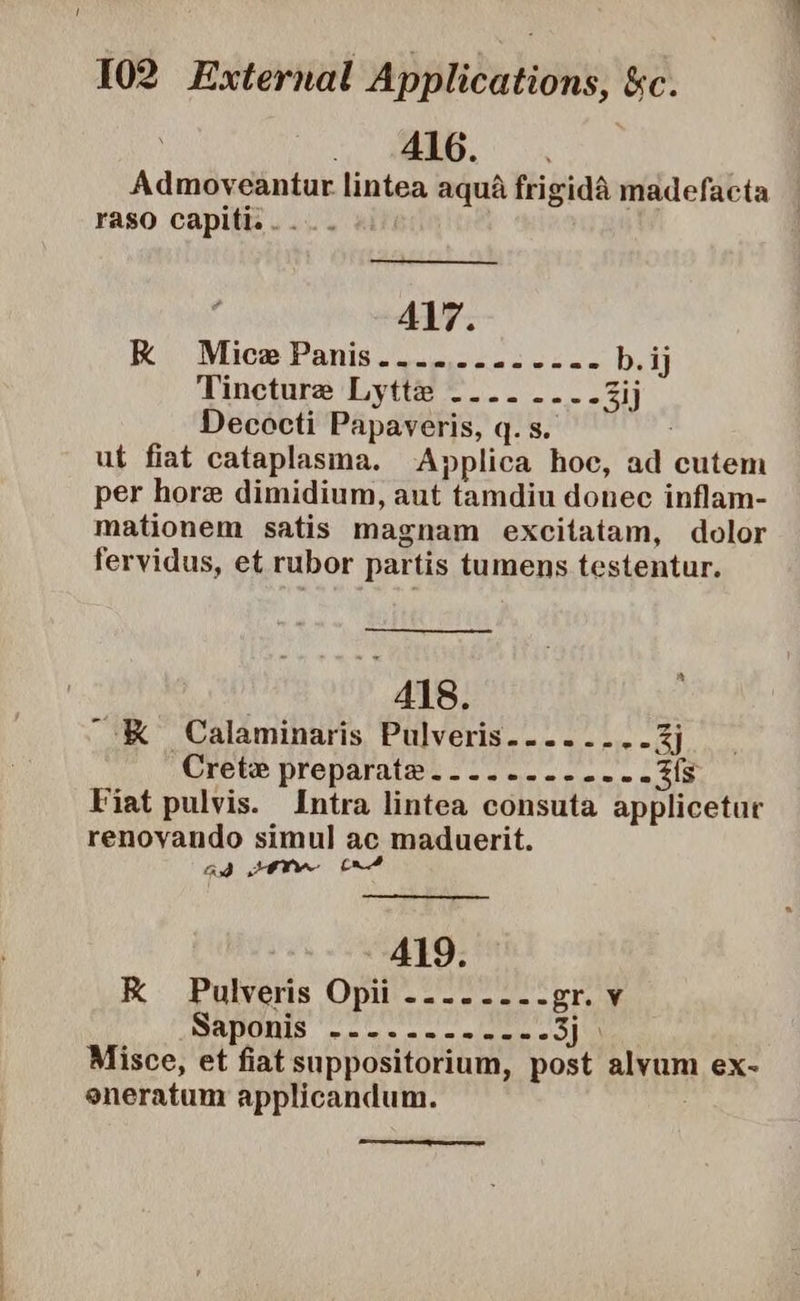 102 External Applications, &c.
416.
Admoveantur lintea aquâ frigidâ madefacta
raso capiti.....
417.
℞ Micæ Panis............. b. ij
Tincturæ Lyttæ ........ ʒij
Decocti Papaveris, q. s.
ut fiat cataplasma. Applica hoc, ad cutem
per horæ dimidium, aut tamdiu donec inflam-
mationem satis magnam excitatam, dolor
fervidus, et rubor partis tumens testentur.
418.
℞ Calaminaris Pulveris.........℥j
Cretæ preparatæ............℥ſs
Fiat pulvis. Intra lintea consuta applicetur
renovando simul ac maduerit.
419.
℞ Pulveris Opii .........gr. v
Saponis .............ʒj
Misce, et fiat suppositorium, post alvum ex-
oneratum applicandum.